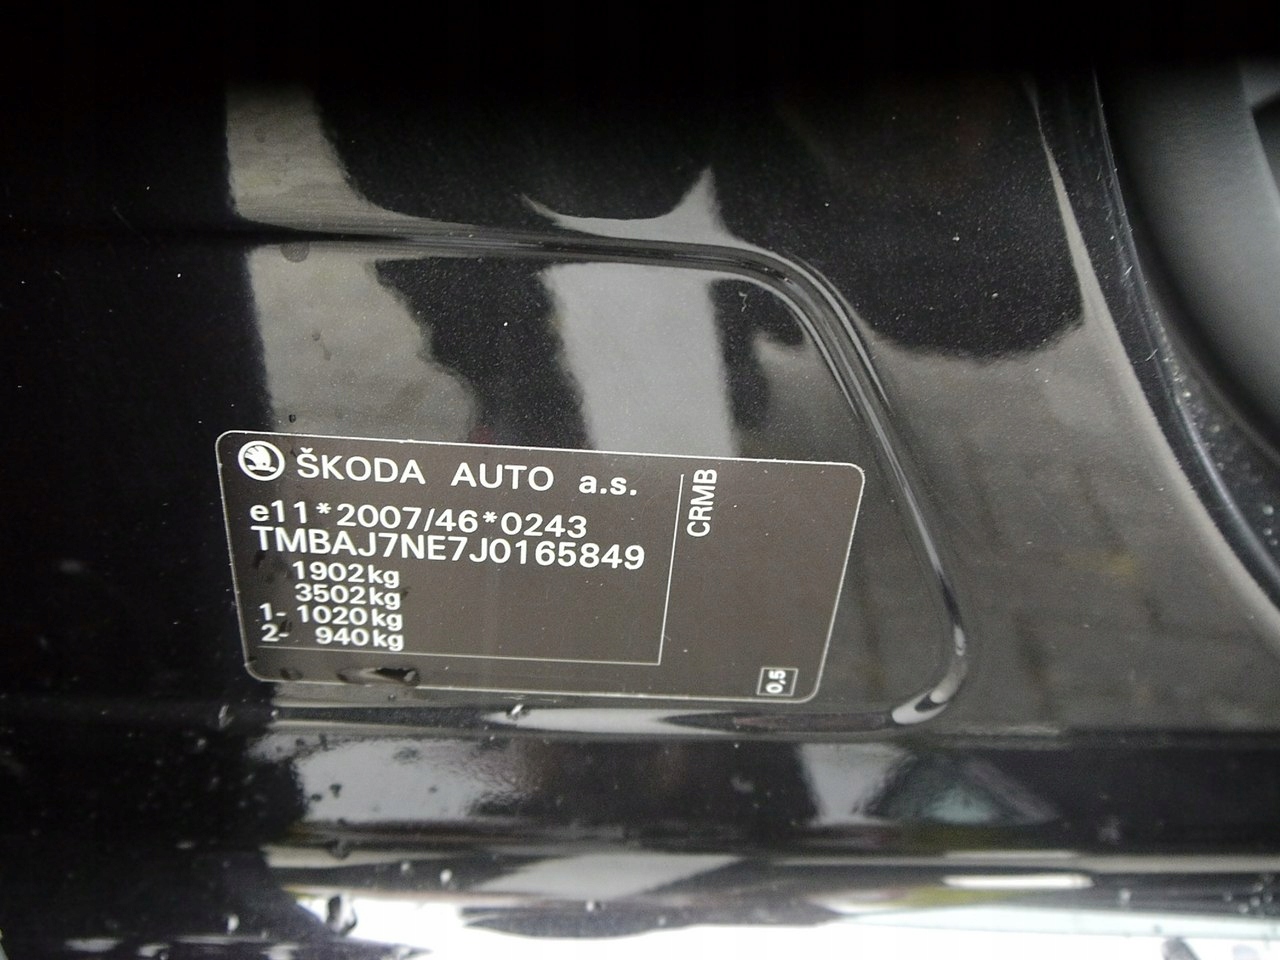 ŠKODA AUTO a.s.
e11*2007/46*0243
TMBAJ7NE7J0165849
1902kg
3502kg
1- 1020kg
2- 940kg
CRMB
0,5